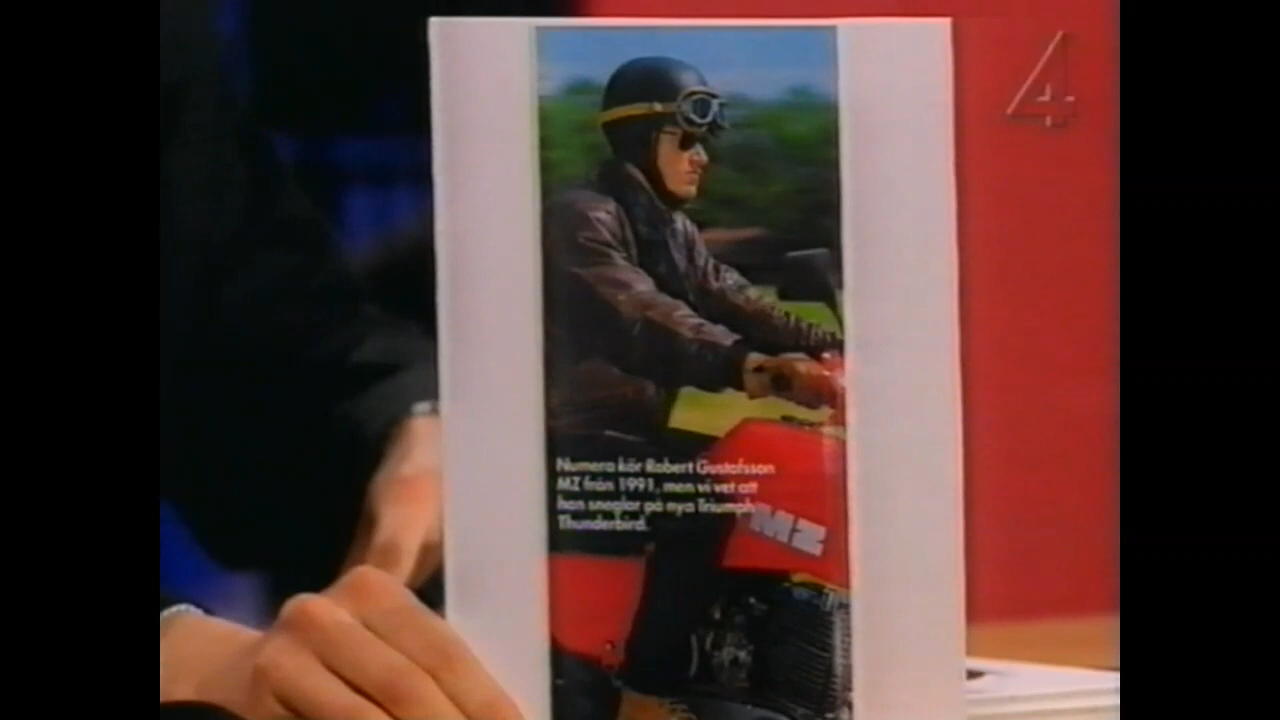 4
Numera kör Robert Gustafsson
MZ från 1991, men vi vet att
han sneglar på nya Triumph
Thunderbird.
MZ